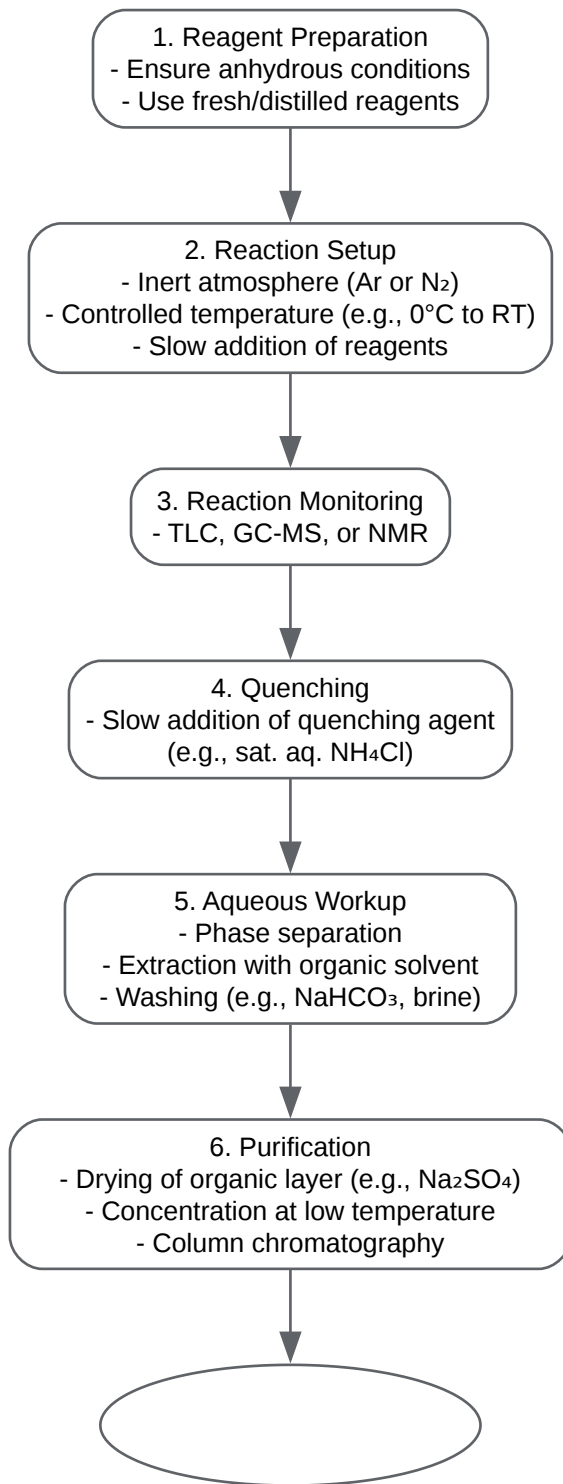 1. Reagent Preparation
- Ensure anhydrous conditions
- Use fresh/distilled reagents
2. Reaction Setup
- Inert atmosphere (Ar or N₂)
- Controlled temperature (e.g., 0°C to RT)
- Slow addition of reagents
3. Reaction Monitoring
- TLC, GC-MS, or NMR
4. Quenching
- Slow addition of quenching agent
(e.g., sat. aq. NH₄Cl)
5. Aqueous Workup
- Phase separation
- Extraction with organic solvent
- Washing (e.g., NaHCO₃, brine)
6. Purification
- Drying of organic layer (e.g., Na₂SO₄)
- Concentration at low temperature
- Column chromatography